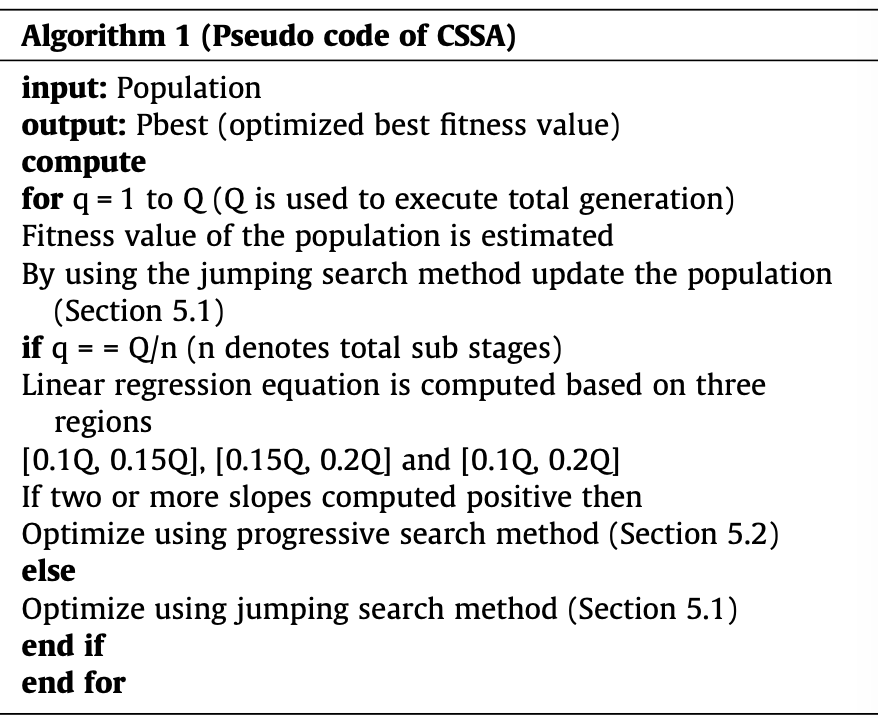 Algorithm 1 (Pseudo code of CSSA)
input: Population
output: Pbest (optimized best fitness value)
compute
for q = 1 to Q (Q is used to execute total generation)
Fitness value of the population is estimated
By using the jumping search method update the population
(Section 5.1)
if q = = Q/n (n denotes total sub stages)
Linear regression equation is computed based on three
regions
[0.1Q, 0.15Q], [0.15Q, 0.2Q] and [0.1Q, 0.2Q]
If two or more slopes computed positive then
Optimize using progressive search method (Section 5.2)
else
Optimize using jumping search method (Section 5.1)
end if
end for